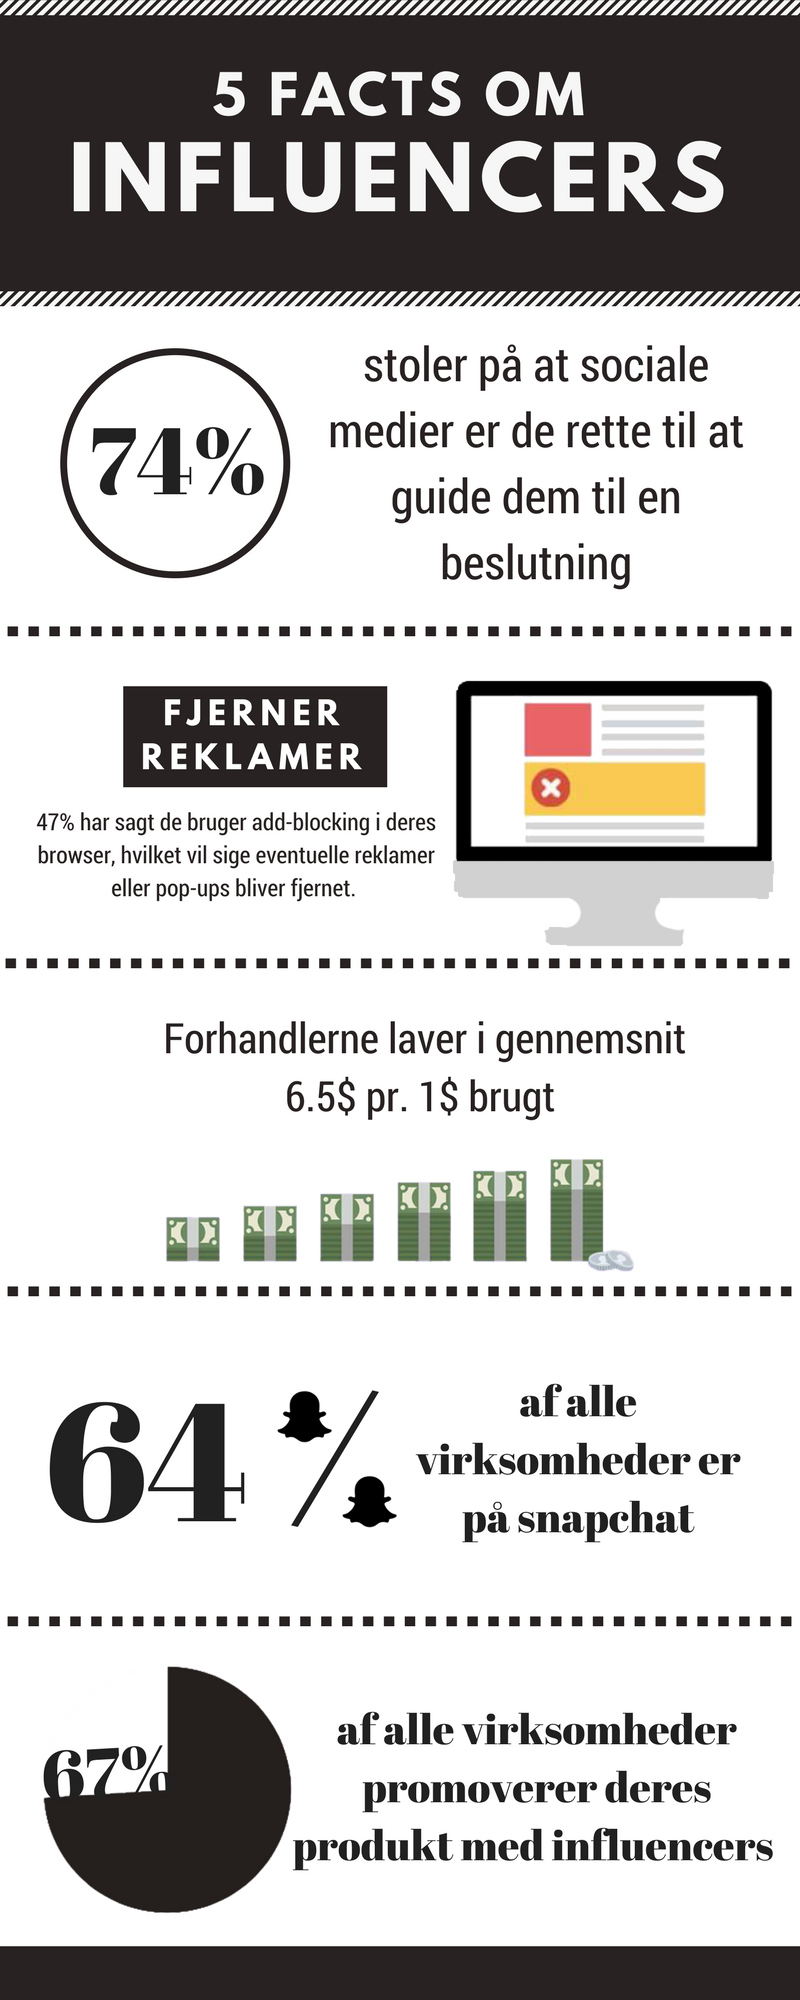 5 FACTS OM
INFLUENCERS
74%
stoler på at sociale
medier er de rette til at
guide dem til en
beslutning
FJERNER
REKLAMER
47% har sagt de bruger add-blocking i deres
browser, hvilket vil sige eventuelle reklamer
eller pop-ups bliver fjernet.
Forhandlerne laver i gennemsnit
6.5$ pr. 1$ brugt
64%
af alle
virksomheder er
på snapchat
67%
af alle virksomheder
promoverer deres
produkt med influencers